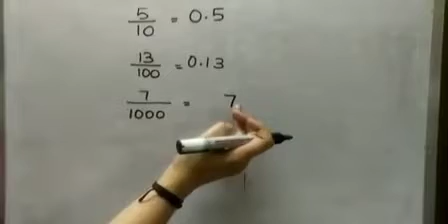 5/10 = 0.5
13/100 = 0.13
7/1000 = 7